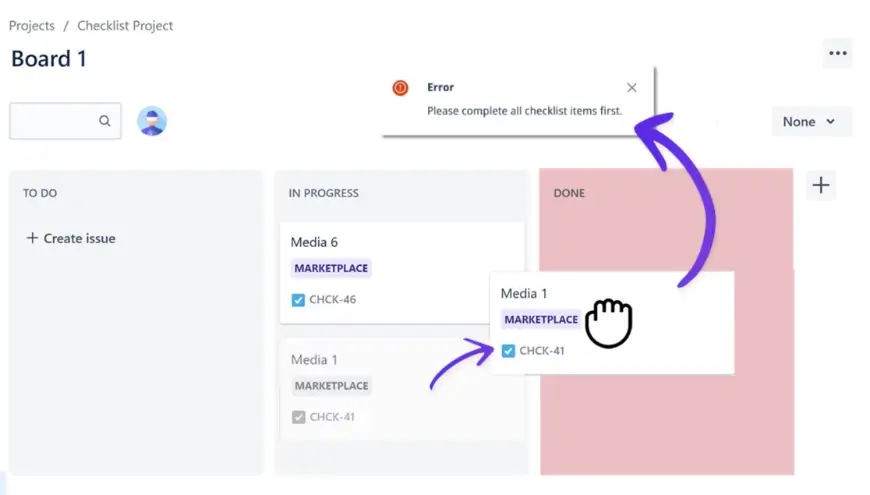 Projects / Checklist Project
Board 1
Error
Please complete all checklist items first.
None
TO DO
+ Create issue
IN PROGRESS
Media 6
MARKETPLACE
CHCK-46
Media 1
MARKETPLACE
CHCK-41
DONE
Media 1
MARKETPLACE
CHCK-41